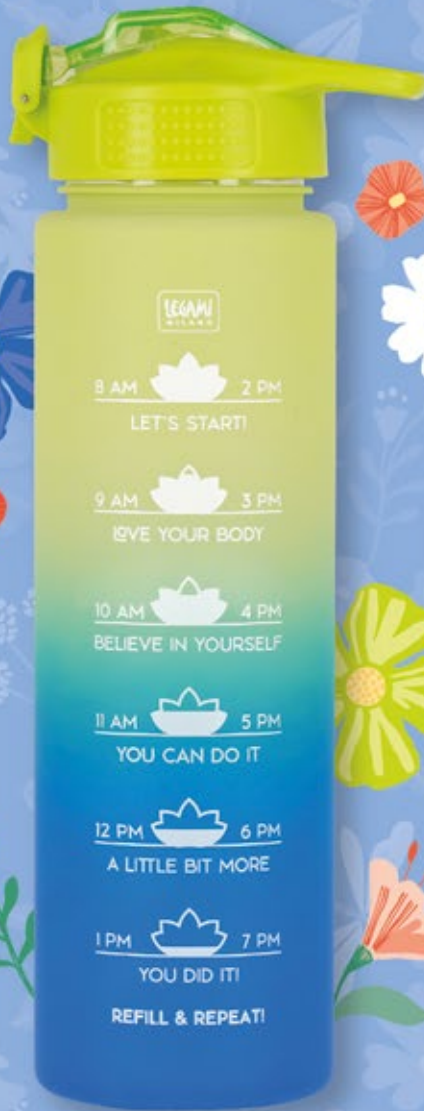 LEGAMI
MILANO
8 AM 2 PM
LET'S START!
9 AM 3 PM
LOVE YOUR BODY
10 AM 4 PM
BELIEVE IN YOURSELF
11 AM 5 PM
YOU CAN DO IT
12 PM 6 PM
A LITTLE BIT MORE
1 PM 7 PM
YOU DID IT!
REFILL & REPEAT!